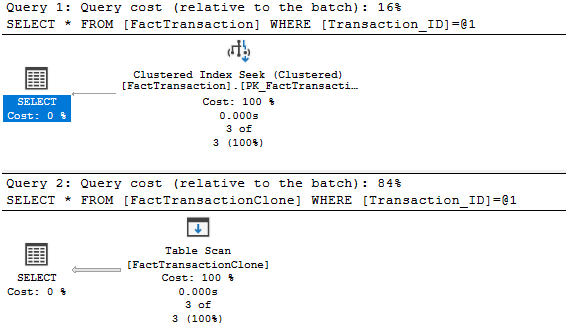 Query 1: Query cost (relative to the batch): 16%
SELECT * FROM [FactTransaction] WHERE [Transaction_ID]=@1
Clustered Index Seek (Clustered)
[FactTransaction].[PK_FactTransacti…
SELECT
Cost: 0 %
Cost: 100 %
0.000s
3 of
3 (100%)
Query 2: Query cost (relative to the batch): 84%
SELECT * FROM [FactTransactionClone] WHERE [Transaction_ID]=@1
Table Scan
[FactTransactionClone]
SELECT
Cost: 0 %
Cost: 100 %
0.000s
3 of
3 (100%)